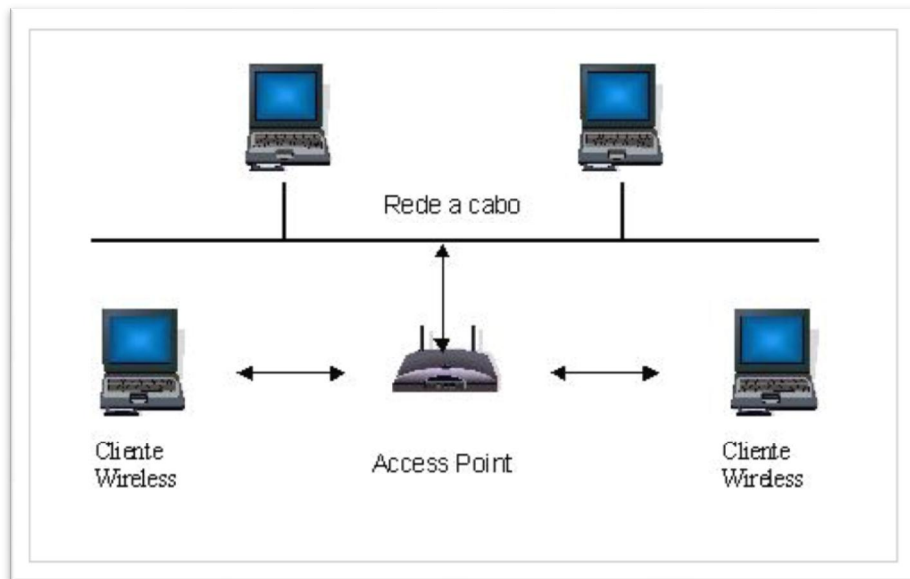 Rede a cabo
Cliente
Wireless
Access Point
Cliente
Wireless